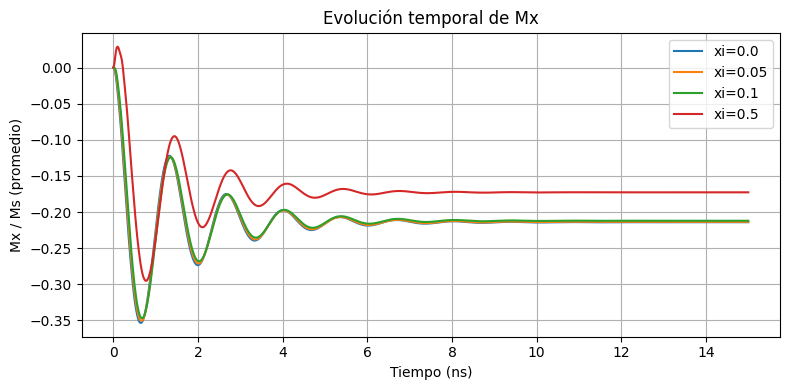 Evolución temporal de Mx
Mx / Ms (promedio)
0.00
−0.05
−0.10
−0.15
−0.20
−0.25
−0.30
−0.35
xi=0.0
xi=0.05
xi=0.1
xi=0.5
0 2 4 6 8 10 12 14
Tiempo (ns)